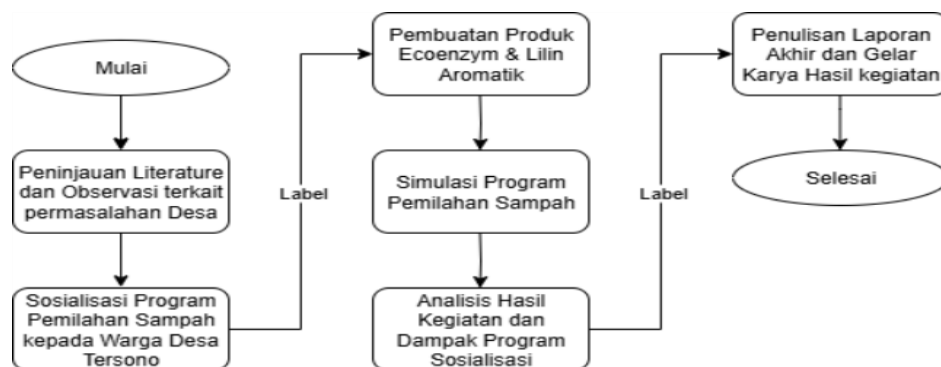 Mulai
Peninjauan Literature
dan Observasi terkait
permasalahan Desa
Sosialisasi Program
Pemilahan Sampah
kepada Warga Desa
Tersono
Label
Pembuatan Produk
Ecoenzym & Lilin
Aromatik
Simulasi Program
Pemilahan Sampah
Analisis Hasil
Kegiatan dan
Dampak Program
Sosialisasi
Label
Penulisan Laporan
Akhir dan Gelar
Karya Hasil kegiatan
Selesai